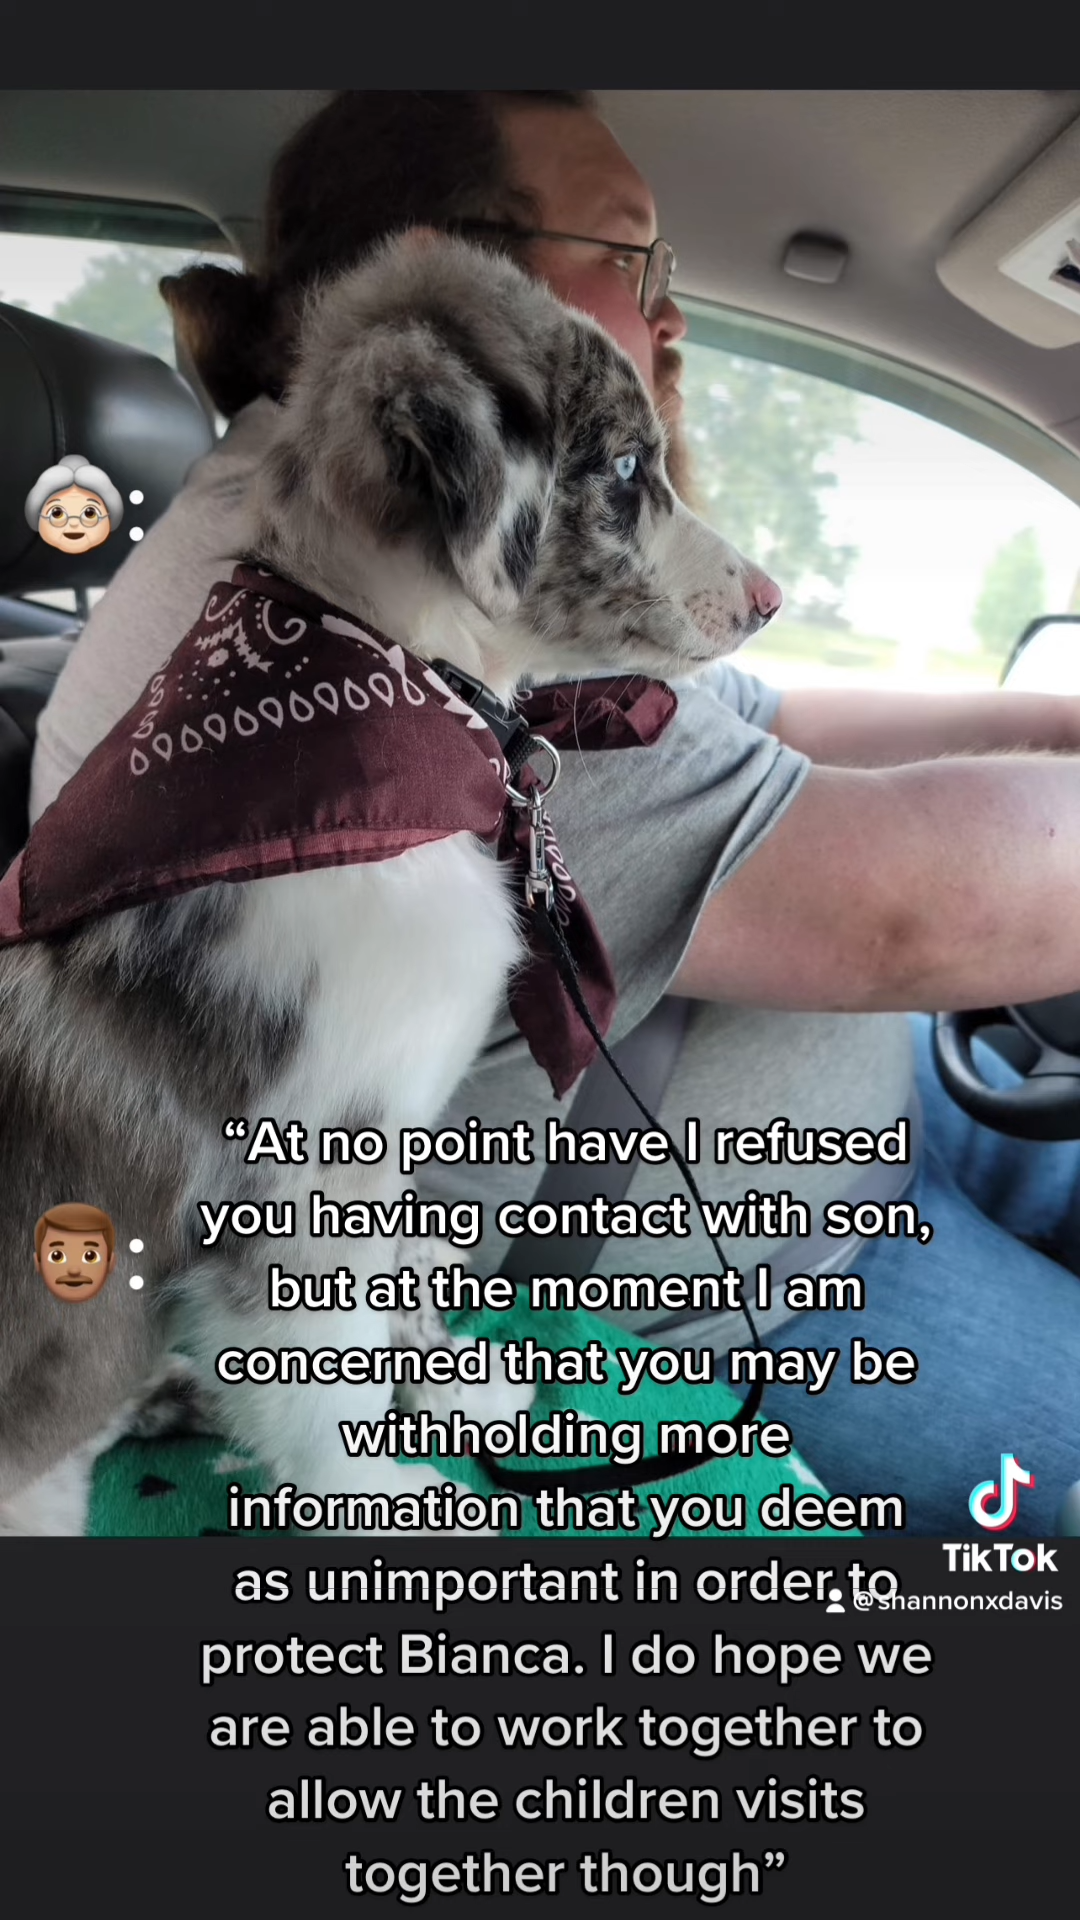 “At no point have I refused
you having contact with son,
but at the moment I am
concerned that you may be
withholding more
information that you deem
as unimportant in order to
protect Bianca. I do hope we
are able to work together to
allow the children visits
together though”
TikTok
@shannonxdavis